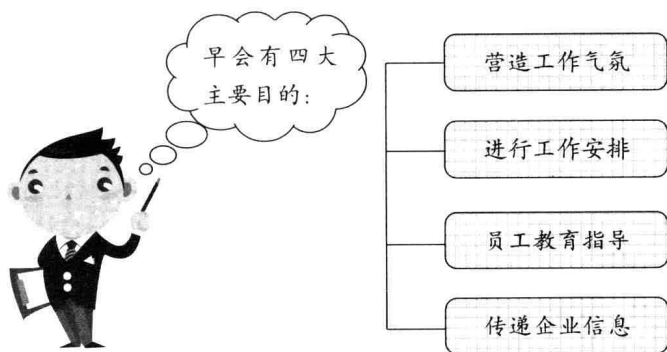 早会有四大
主要目的：
营造工作气氛
进行工作安排
员工教育指导
传递企业信息